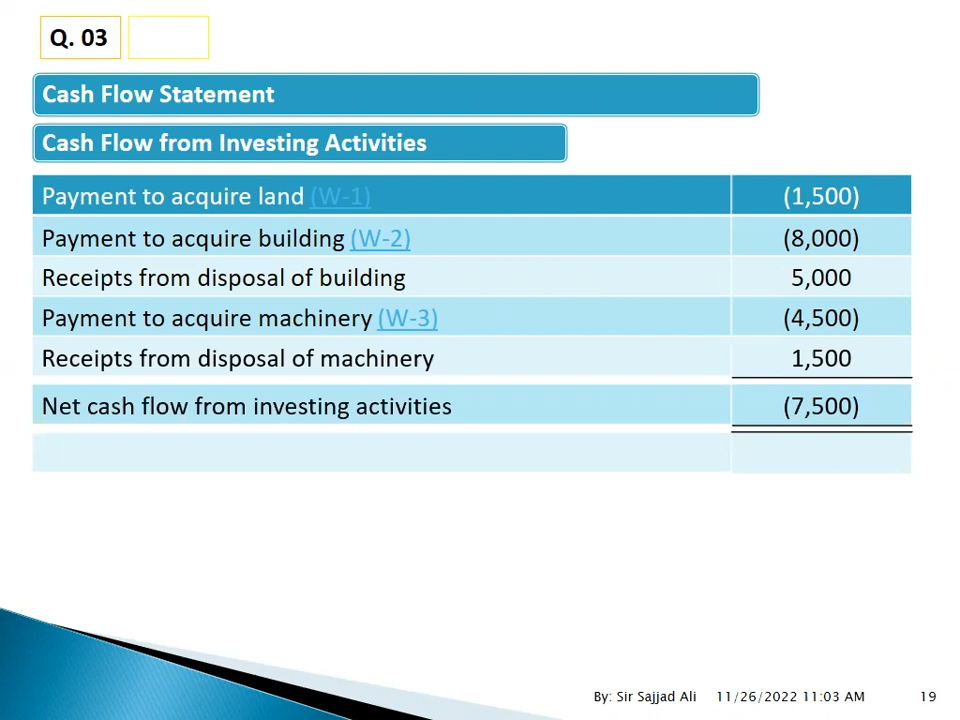 Q. 03
Cash Flow Statement
Cash Flow from Investing Activities
Payment to acquire land (W-1) (1,500)
Payment to acquire building (W-2) (8,000)
Receipts from disposal of building 5,000
Payment to acquire machinery (W-3) (4,500)
Receipts from disposal of machinery 1,500
Net cash flow from investing activities (7,500)
By: Sir Sajjad Ali 11/26/2022 11:03 AM 19